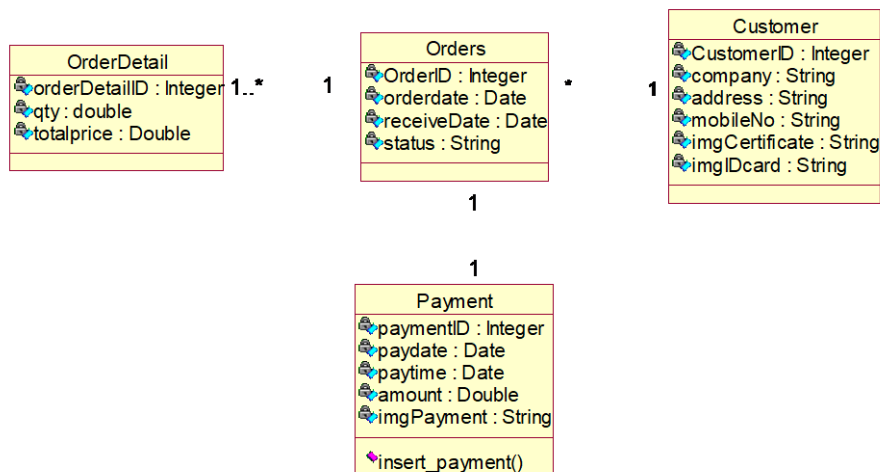 OrderDetail
orderDetailID : Integer
qty : double
totalprice : Double
1..*
1
Orders
OrderID : Integer
orderdate : Date
receiveDate : Date
status : String
*
1
Customer
CustomerID : Integer
company : String
address : String
mobileNo : String
imgCertificate : String
imgIDcard : String
1
1
Payment
paymentID : Integer
paydate : Date
paytime : Date
amount : Double
imgPayment : String
insert_payment()